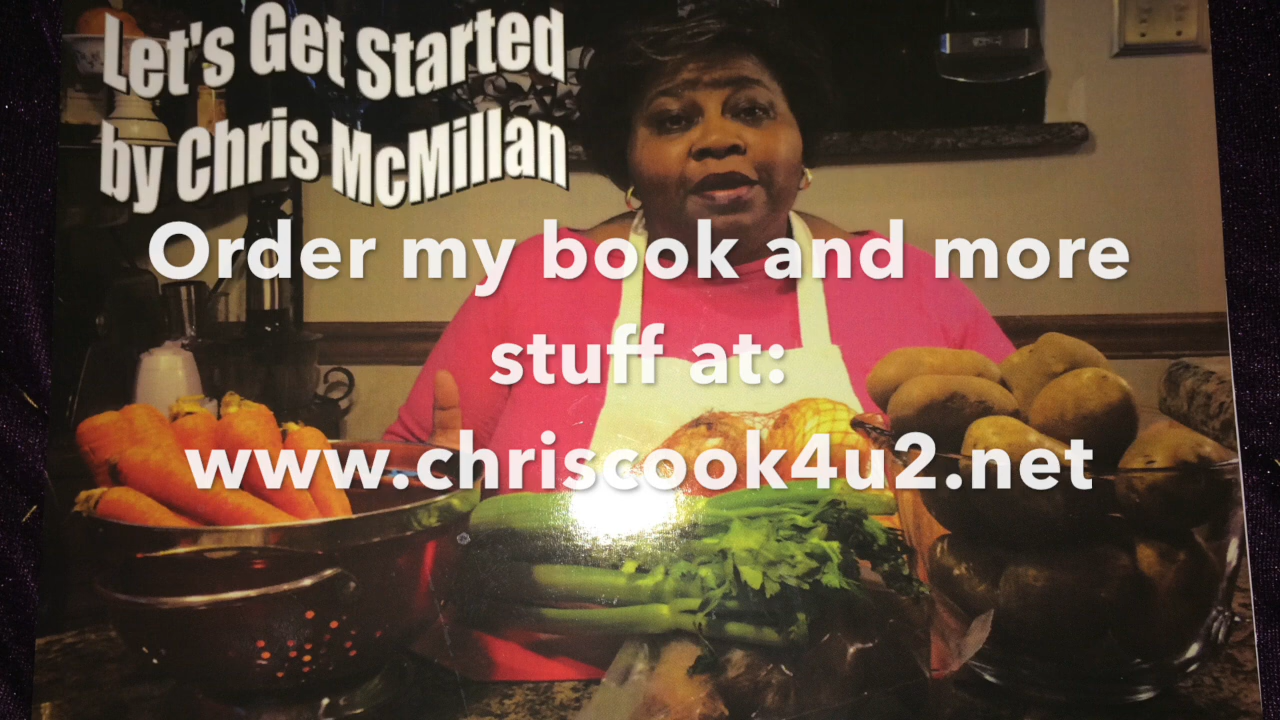 Let's Get Started
by Chris McMillan
Order my book and more
stuff at:
www.chriscook4u2.net